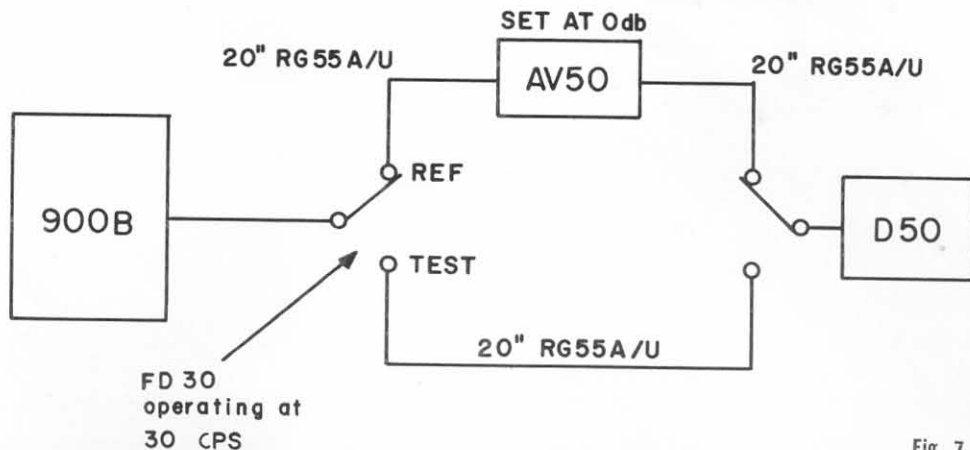 SET AT 0db
20" RG55A/U
AV50
20" RG55A/U
REF
900B
D50
TEST
20" RG55A/U
FD 30
operating at
30 CPS
Fig. 7